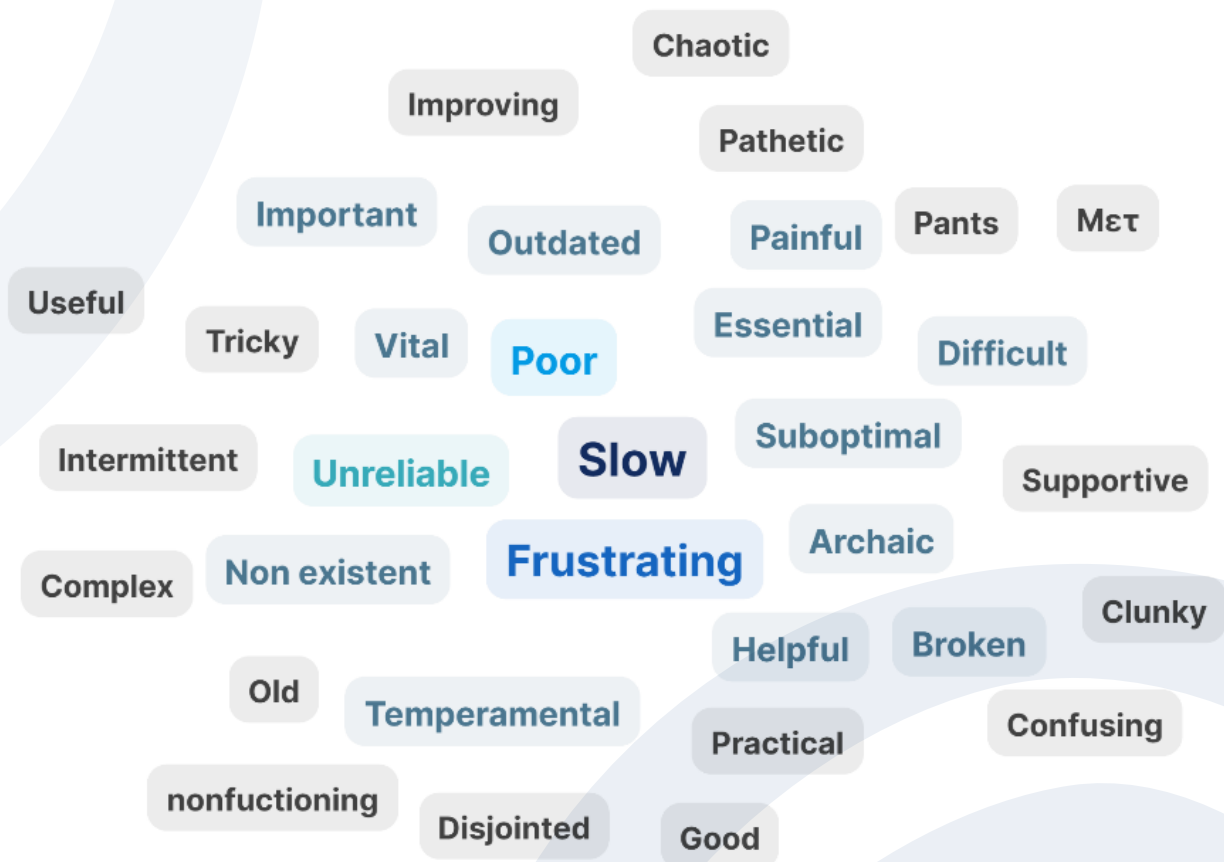 Chaotic
Improving
Pathetic
Important
Outdated
Painful
Pants
Μετ
Useful
Tricky
Vital
Poor
Essential
Difficult
Intermittent
Unreliable
Slow
Suboptimal
Supportive
Complex
Non existent
Frustrating
Archaic
Helpful
Broken
Clunky
Old
Temperamental
Practical
Confusing
nonfuctioning
Disjointed
Good